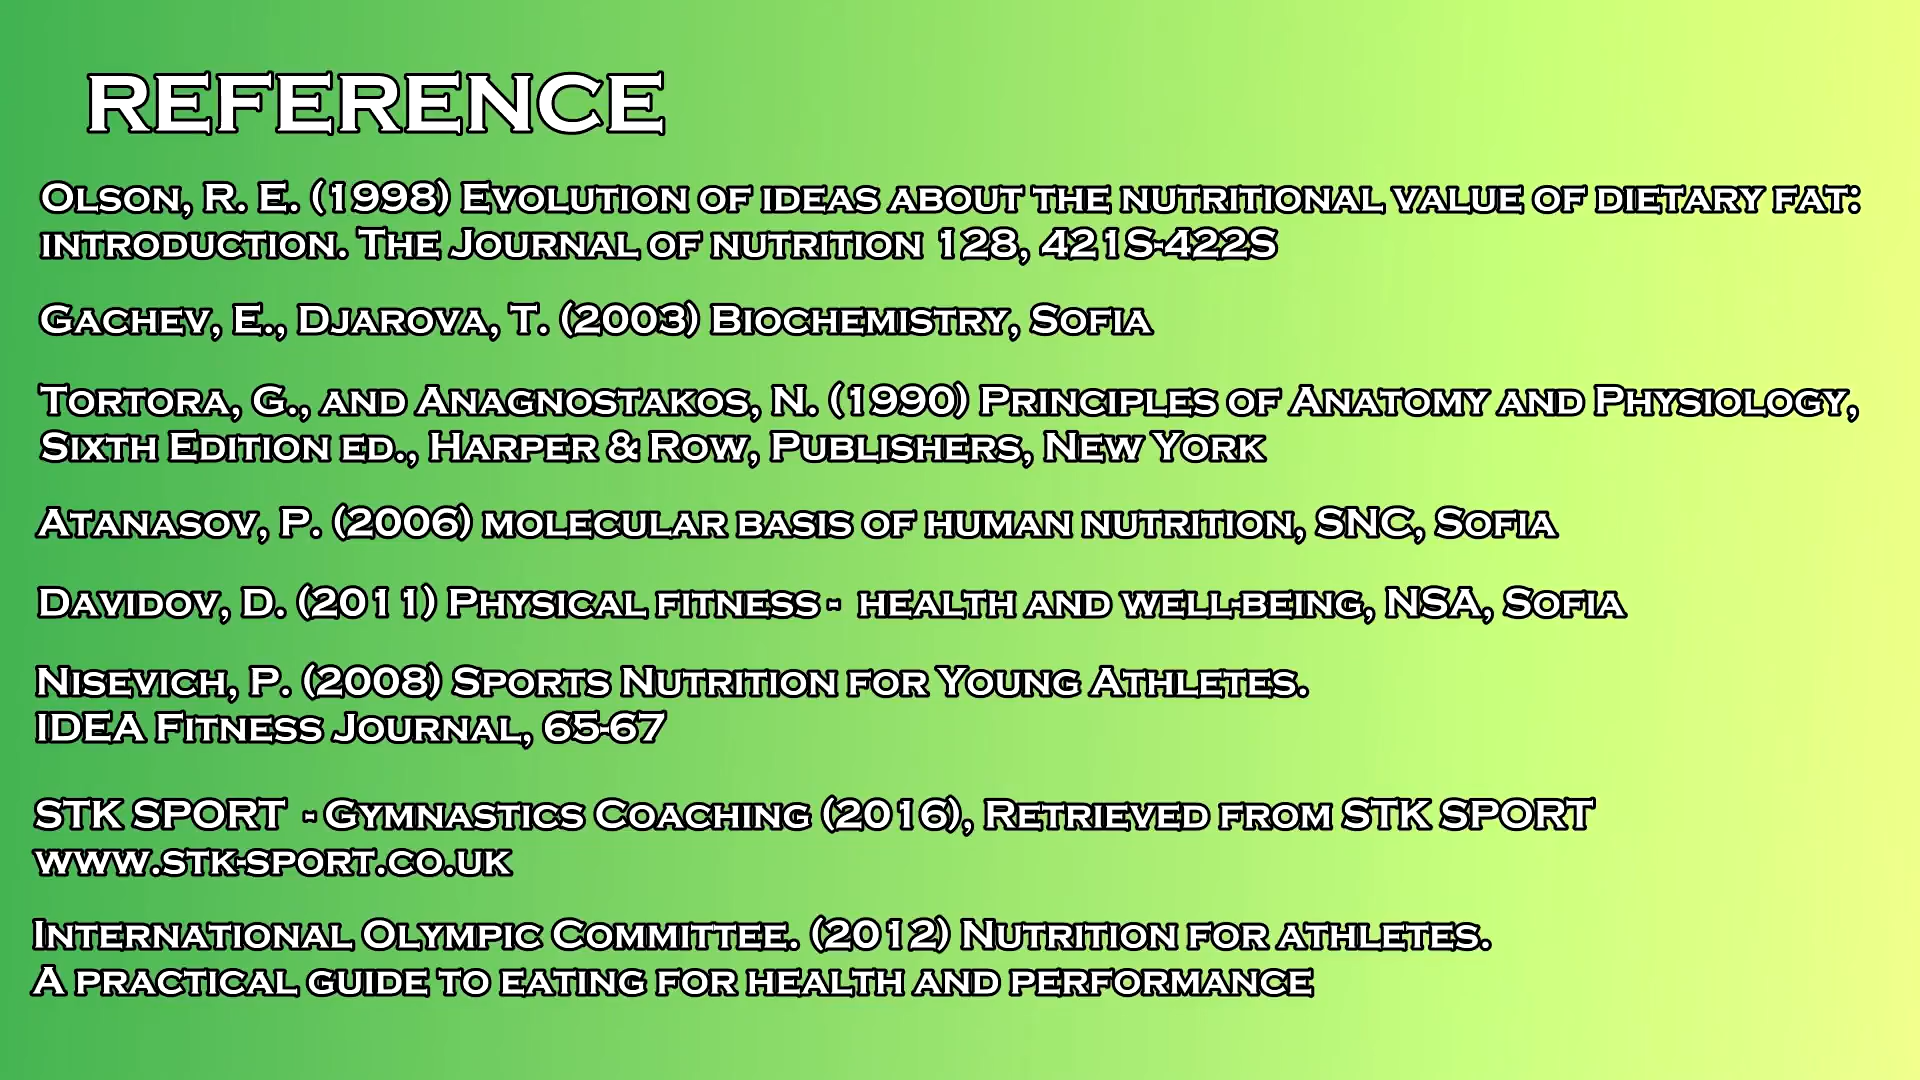 REFERENCE
Olson, R. E. (1998) Evolution of ideas about the nutritional value of dietary fat:
introduction. The Journal of nutrition 128, 421S-422S
Gachev, E., Djarova, T. (2003) Biochemistry, Sofia
Tortora, G., and Anagnostakos, N. (1990) Principles of Anatomy and Physiology,
Sixth Edition ed., Harper & Row, Publishers, New York
Atanasov, P. (2006) molecular basis of human nutrition, SNC, Sofia
Davidov, D. (2011) Physical fitness - health and well-being, NSA, Sofia
Nisevich, P. (2008) Sports Nutrition for Young Athletes.
IDEA Fitness Journal, 65-67
STK SPORT - Gymnastics Coaching (2016), Retrieved from STK SPORT
www.stk-sport.co.uk
International Olympic Committee. (2012) Nutrition for athletes.
A practical guide to eating for health and performance